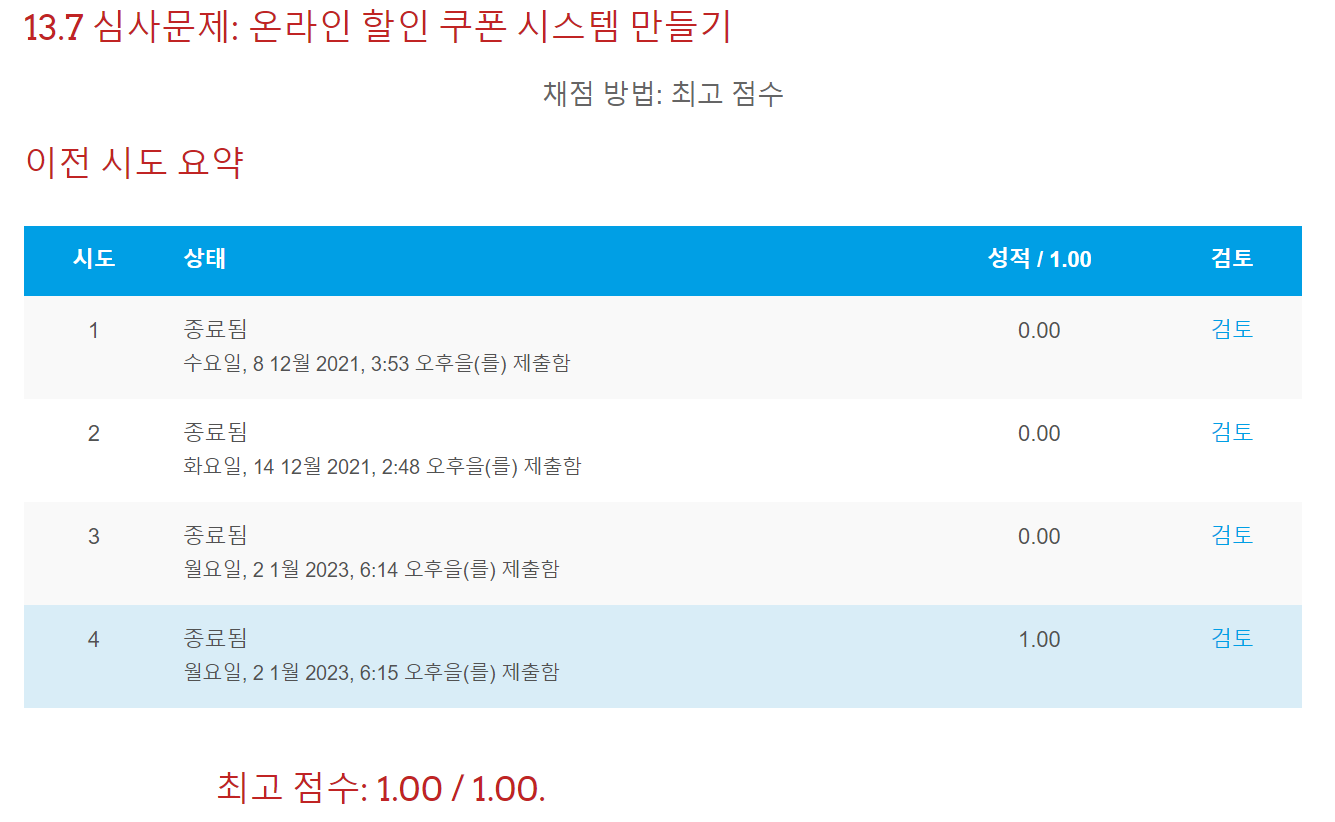 13.7 심사문제: 온라인 할인 쿠폰 시스템 만들기
채점 방법: 최고 점수
이전 시도 요약
시도 상태 성적 / 1.00 검토
1 종료됨 0.00 검토
수요일, 8 12월 2021, 3:53 오후을(를) 제출함
2 종료됨 0.00 검토
화요일, 14 12월 2021, 2:48 오후을(를) 제출함
3 종료됨 0.00 검토
월요일, 2 1월 2023, 6:14 오후을(를) 제출함
4 종료됨 1.00 검토
월요일, 2 1월 2023, 6:15 오후을(를) 제출함
최고 점수: 1.00 / 1.00.